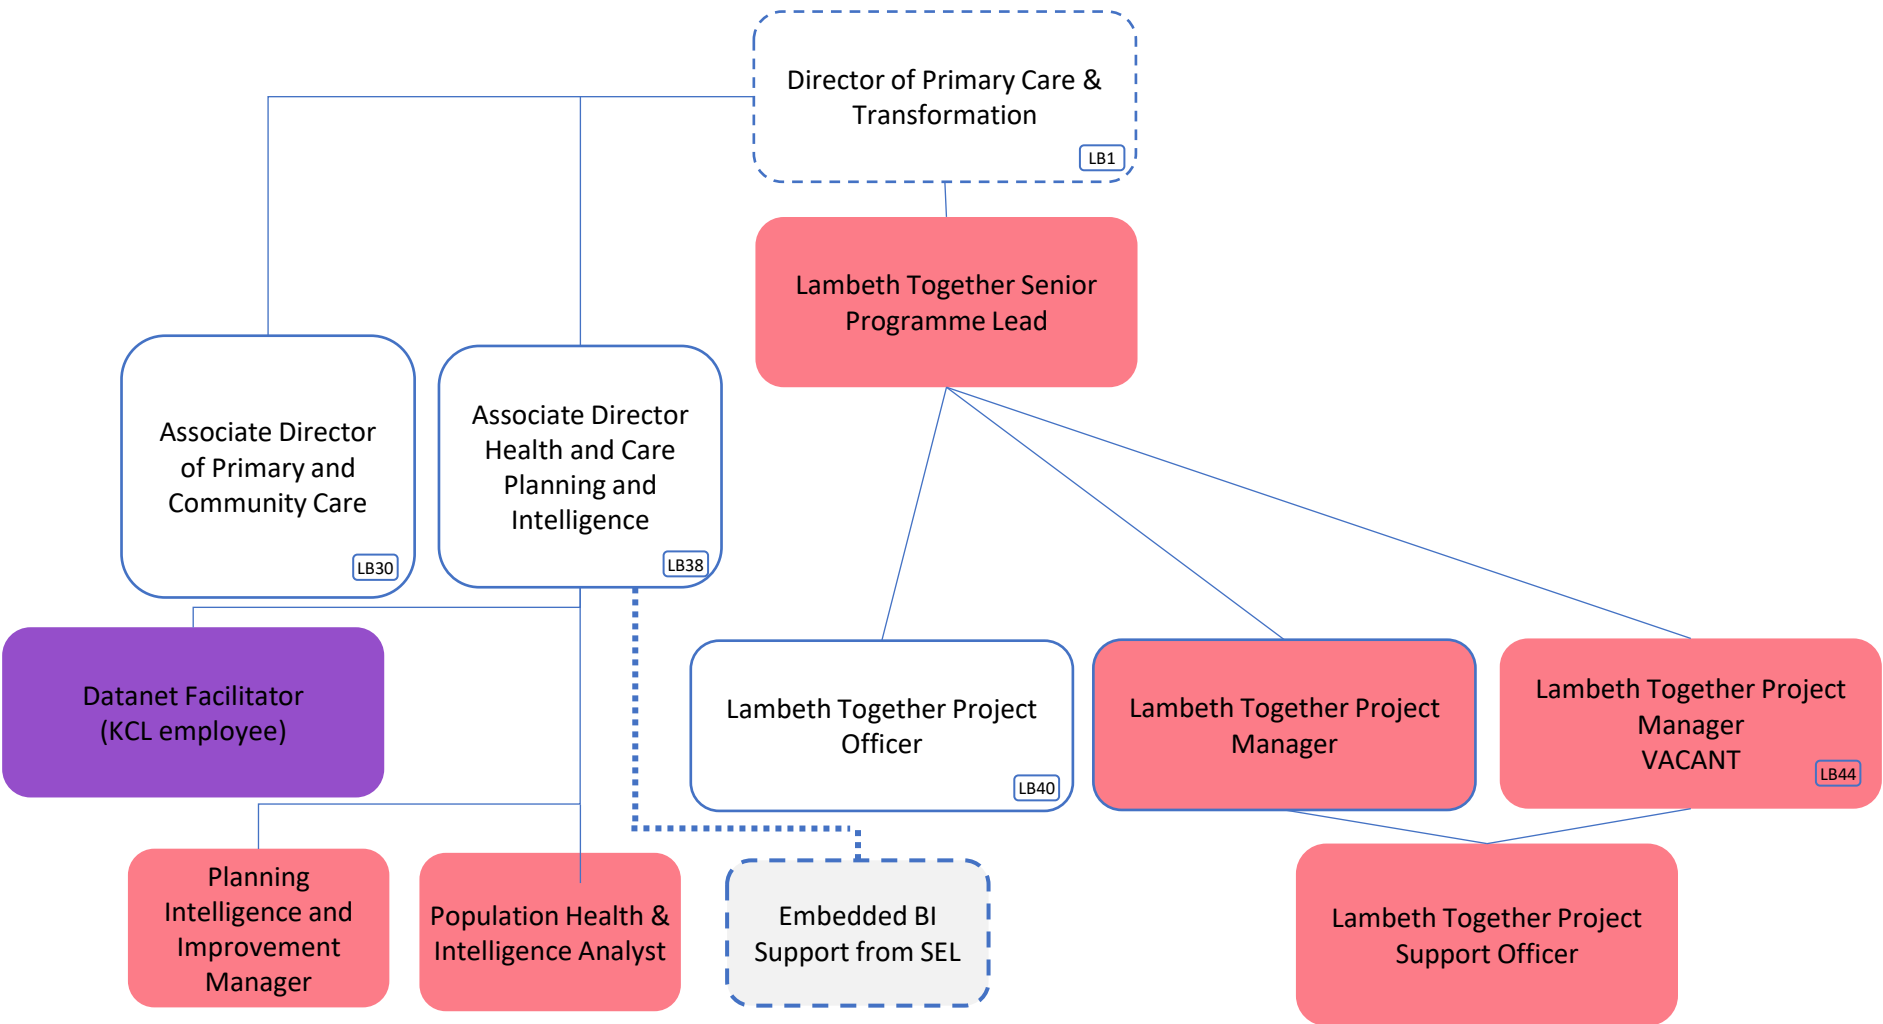 Director of Primary Care &
Transformation
LB1
Lambeth Together Senior
Programme Lead
Associate Director
of Primary and
Community Care
LB30
Associate Director
Health and Care
Planning and
Intelligence
LB38
Datanet Facilitator
(KCL employee)
Lambeth Together Project
Officer
LB40
Lambeth Together Project
Manager
Lambeth Together Project
Manager
VACANT
LB44
Planning
Intelligence and
Improvement
Manager
Population Health &
Intelligence Analyst
Embedded BI
Support from SEL
Lambeth Together Project
Support Officer